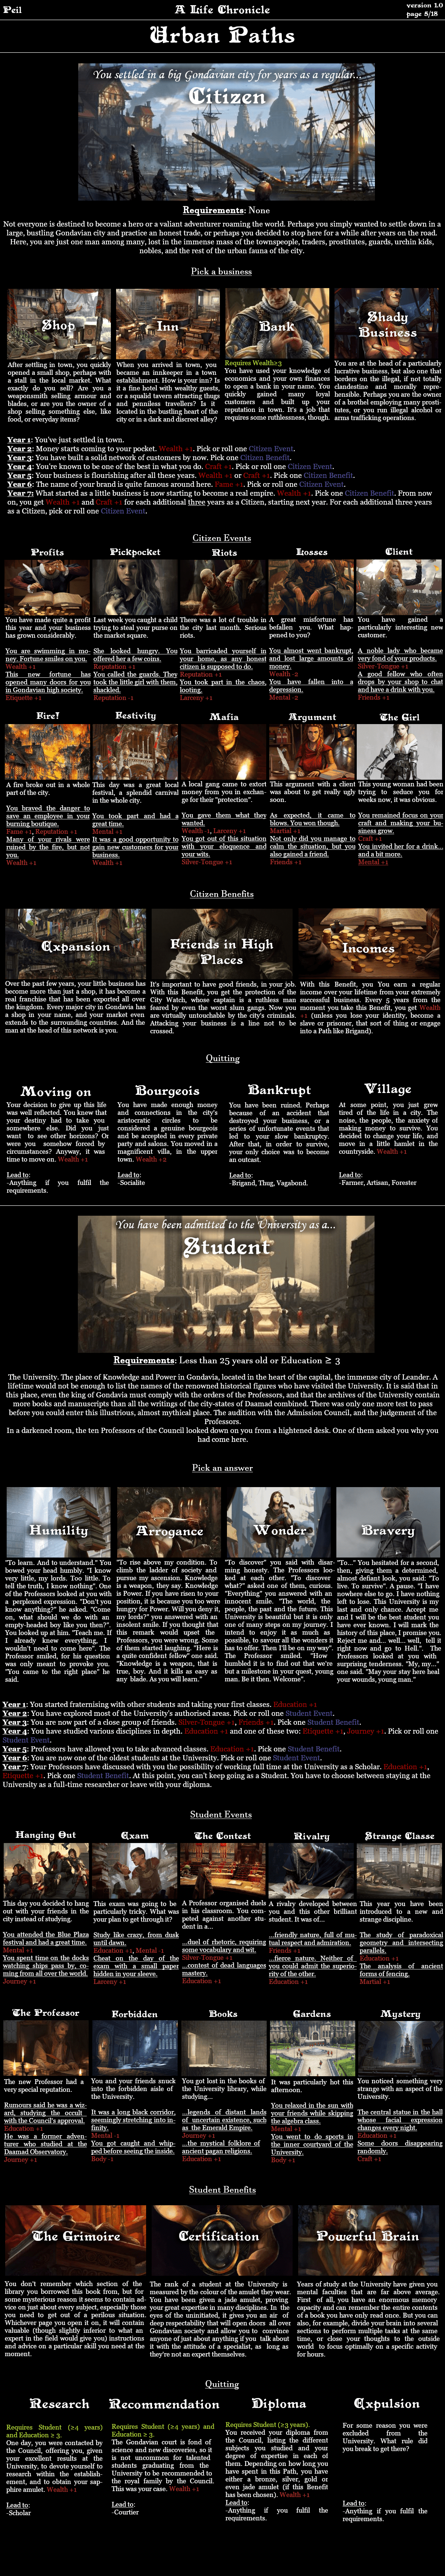 Peil
A Life Chronicle
version 1.0
page 5/18
Urban Paths
You settled in a big Gondavian city for years as a regular...
Citizen
Requirements: None
Not everyone is destined to become a hero or a valiant adventurer roaming the world. Perhaps you simply wanted to settle down in a
large, bustling Gondavian city and practice an honest trade, or perhaps you decided to stop here for a while after years on the road.
Here, you are just one man among many, lost in the immense mass of the townspeople, traders, prostitutes, guards, urchin kids,
nobles, and the rest of the urban fauna of the city.
Pick a business
Shop
After settling in town, you quickly
opened a small shop, perhaps with
a stall in the local market. What
exactly do you sell? Are you a
weaponsmith selling armour and
blades, or are you the owner of a
shop selling something else, like
food, or everyday items?
Inn
When you arrived in town, you
became an innkeeper in a town
establishment. How is your inn? Is
it a fine hotel with wealthy guests,
or a squalid tavern attracting thugs
and penniless travellers? Is it
located in the bustling heart of the
city or in a dark and discreet alley?
Bank
Requires Wealth≥3
You have used your knowledge of
economics and your own finances
to open a bank in your name. You
quickly gained many loyal
customers and built up your
reputation in town. It's a job that
requires some ruthlessness, though.
Shady
Business
You are at the head of a particularly
lucrative business, but also one that
borders on the illegal, if not totally
clandestine and morally repre-
hensible. Perhaps you are the owner
of a brothel employing many prosti-
tutes, or you run illegal alcohol or
arms trafficking operations.
Year 1: You've just settled in town.
Year 2: Money starts coming to your pocket. Wealth +1. Pick or roll one Citizen Event.
Year 3: You have built a solid network of customers by now. Pick one Citizen Benefit.
Year 4: You're known to be one of the best in what you do. Craft +1. Pick or roll one Citizen Event.
Year 5: Your business is flourishing after all these years. Wealth +1 or Craft +1. Pick one Citizen Benefit.
Year 6: The name of your brand is quite famous around here. Fame +1. Pick or roll one Citizen Event.
Year 7: What started as a little business is now starting to become a real empire. Wealth +1. Pick one Citizen Benefit. From now
on, you get Wealth +1 and Craft +1 for each additional three years as a Citizen, starting next year. For each additional three years
as a Citizen, pick or roll one Citizen Event.
Citizen Events
Profits
You have made quite a profit
this year and your business
has grown considerably.
You are swimming in mo-
ney. Fortune smiles on you.
Wealth +1
This new fortune has
opened many doors for you
in Gondavian high society.
Etiquette +1
Pickpocket
Last week you caught a child
trying to steal your purse on
the market square.
She looked hungry. You
offered her a few coins.
Reputation +1
You called the guards. They
took the little girl with them,
shackled.
Reputation -1
Riots
There was a lot of trouble in
the city last month. Serious
riots.
You barricaded yourself in
your home, as any honest
citizen is supposed to do.
Reputation +1
You took part in the chaos,
looting.
Larceny +1
Losses
A great misfortune has
befallen you. What hap-
pened to you?
You almost went bankrupt,
and lost large amounts of
money.
Wealth -2
You have fallen into a
depression.
Mental -2
Client
You have gained a
particularly interesting new
customer.
A noble lady who became
very fond of your products.
Silver Tongue +1
A good fellow who often
drops by your shop to chat
and have a drink with you.
Friends +1
Fire!
A fire broke out in a whole
part of the city.
You braved the danger to
save an employee in your
burning boutique.
Fame +1, Reputation +1
Many of your rivals were
ruined by the fire, but not
you.
Wealth +1
Festivity
This day was a great local
festival, a splendid carnival
in the whole city.
You took part and had a
great time.
Mental +1
It was a good opportunity to
gain new customers for your
business.
Wealth +1
Mafia
A local gang came to extort
money from you in exchan-
ge for their "protection".
You gave them what they
wanted.
Wealth -1, Larceny +1
You got out of this situation
with your eloquence and
your wits.
Silver-Tongue +1
Argument
This argument with a client
was about to get really ugly
soon.
As expected, it came to
blows. You won though.
Martial +1
Not only did you manage to
calm the situation, but you
also gained a friend.
Friends +1
The Girl
This young woman had been
trying to seduce you for
weeks now, it was obvious.
You remained focus on your
craft and making your bu-
siness grow.
Craft +1
You invited her for a drink...
and a bit more.
Mental +1
Citizen Benefits
Expansion
Over the past few years, your little business has
become more than just a shop, it has become a
real franchise that has been exported all over
the kingdom. Every major city in Gondavia has
a shop in your name, and your market even
extends to the surrounding countries. And the
man at the head of this network is you.
Friends in High
Places
It's important to have good friends, in your job.
With this Benefit, you get the protection of the
City Watch, whose captain is a ruthless man
feared by even the worst slum gangs. Now you
are virtually untouchable by the city's criminals.
Attacking your business is a line not to be
crossed.
Incomes
With this Benefit, you You earn a regular
income over your lifetime from your extremely
successful business. Every 5 years from the
moment you take this Benefit, you get Wealth
+1 (unless you lose your identity, become a
slave or prisoner, that sort of thing or engage
into a Path like Brigand).
Quitting
Moving on
Your decision to give up this life
was well reflected. You knew that
your destiny had to take you
somewhere else. Did you just
want to see other horizons? Or
were you somewhere forced by
circumstances? Anyway, it was
time to move on. Wealth +1
Lead to:
-Anything if you fulfil the
requirements.
Bourgeois
You have made enough money
and connections in the city's
aristocratic circles to be
considered a genuine bourgeois
and be accepted in every private
party and salons. You moved in a
magnificent villa, in the upper
town. Wealth +2
Lead to:
-Socialite
Bankrupt
You have been ruined. Perhaps
because of an accident that
destroyed your business, or a
series of unfortunate events that
led to your slow bankruptcy.
After that, in order to survive,
your only choice was to become
an outcast.
Lead to:
-Brigand, Thug, Vagabond.
Village
At some point, you just grew
tired of the life in a city. The
noise, the people, the anxiety of
making money to survive. You
decided to change your life, and
move in a little hamlet in the
countryside. Wealth +1
Lead to:
-Farmer, Artisan, Forester
You have been admitted to the University as a...
Student
Requirements: Less than 25 years old or Education ≥ 3
The University. The place of Knowledge and Power in Gondavia, located in the heart of the capital, the immense city of Leander. A
lifetime would not be enough to list the names of the renowned historical figures who have visited the University. It is said that in
this place, even the king of Gondavia must comply with the demands of the Professors, and that the archives of the University contain
more books and manuscripts than all the writings of the city-states of Daamad combined. There was only one more test to pass
before you could enter this illustrious, almost mythical place. The audition with the Admission Council, and the judgement of the
Professors.
In a darkened room, the ten Professors of the Council looked down on you from a hightened desk. One of them asked you why you
had come here.
Pick an answer
Humility
"To learn. And to understand." You
bowed your head humbly. "I know
very little, my lords. Too little. To
tell the truth, I know nothing". One
of the Professors looked at you with
a perplexed expression. "Don't you
know anything?" be asked. "Come
on, what should we do with an
empty-headed boy like you then?".
You looked up at him. "Teach me. If
I already knew everything, I
wouldn't need to come here." The
Professor smiled, for his question
was only meant to provoke you.
"You came to the right place" he
said.
Arrogance
"To rise above my condition. To
climb the ladder of society and
pursue my ascension. Knowledge
is a weapon, they say. Knowledge
is Power. If you have risen to your
position, it is because you too were
hungry for Power. Will you deny it,
my lords?" you answered with an
insolent smile. If you thought that
this remark would upset the
Professors, you were wrong. Some
of them started laughing. "Here is
a quite confident fellow" one said.
"Knowledge is a weapon, that is
true, boy. And it kills as easy as
any blade. As you will learn."
Wonder
"To discover" you said with disar-
ming honesty. The Professors loo-
ked at each other. "To discover
what?" asked one of them, curious.
"Everything" you answered with an
innocent smile. "The world, the
people, the past and the future. This
University is beautiful but it is only
one of many steps on my journey. I
intend to enjoy it as much as
possible, to savour all the wonders it
has to offer. Then I'll be on my way".
The Professor smiled. "How
humbled it is to find out that we're
but a milestone in your quest, young
man. Be it then. Welcome".
Bravery
"To..." You hesitated for a second,
then, giving them a determined,
almost defiant look, you said: "To
live. To survive". A pause. "I have
nowhere else to go. I have nothing
left to lose. This University is my
last and only chance. Accept me
and I will be the best student you
have ever known. I will mark the
history of this place, I promise you.
Reject me and... well... well, tell it
right now and go to Hell." The
Professors looked at you with
surprising tenderness. "My, my..."
one said. "May your stay here heal
your wounds, young man."
Year 1: You started fraternising with other students and taking your first classes. Education +1
Year 2: You have explored most of the University's authorised areas. Pick or roll one Student Event.
Year 3: You are now part of a close group of friends. Silver-Tongue +1, Friends +1. Pick one Student Benefit.
Year 4: You have studied various disciplines in depth. Education +2 and one of these two: Etiquette +1, Journey +1. Pick or roll one
Student Event.
Year 5: Professors have allowed you to take advanced classes. Education +1. Pick one Student Benefit.
Year 6: You are now one of the oldest students at the University. Pick or roll one Student Event.
Year 7: Your Professors have discussed with you the possibility of working full time at the University as a Scholar. Education +1,
Etiquette +1. Pick one Student Benefit. At this point, you can't keep going as a Student. You have to choose between staying at the
University as a full-time researcher or leave with your diploma.
Student Events
Hanging Out
This day you decided to hang
out with your friends in the
city instead of studying.
You attended the Blue Plaza
festival and had a great time.
Mental +1
You spent time on the docks
watching ships pass by, co-
ming from all over the world.
Journey +1
Exam
This exam was going to be
particularly tricky. What was
your plan to get through it?
Study like crazy, from dusk
until dawn.
Education +1, Mental -1
Cheat on the day of the
exam with a small paper
hidden in your sleeve.
Larceny +1
The Contest
A Professor organised duels
in his classroom. You com-
peted against another stu-
dent in a...
...duel of rhetoric, requiring
some vocabulary and wit.
Silver-Tongue +1
...contest of dead languages
mastery.
Education +1
Rivalry
A rivalry developed between
you and this other brilliant
student. It was of...
...friendly nature, full of mu-
tual respect and admiration.
Friends +1
...fierce nature. Neither of
you could admit the superio-
rity of the other.
Education +1
Strange Classe
This year you have been
introduced to a new and
strange discipline.
The study of paradoxical
geometry and intersecting
parallels.
Education +1
The analysis of ancient
forms of fencing.
Martial +1
The Professor
The new Professor had a
very special reputation.
Rumours said he was a wiz-
ard, studying the occult
with the Council's approval.
Education +1
He was a former adven-
turer who studied at the
Daamad Observatory.
Journey +1
Forbidden
You and your friends snuck
into the forbidden aisle of
the University.
It was a long black corridor,
seemingly stretching into in-
finity.
Mental -1
You got caught and whip-
ped before seeing the inside.
Body -1
Books
You got lost in the books of
the University library, while
studying...
...legends of distant lands
of uncertain existence, such
as the Enneald Empire.
Journey +1
...the mystical folklore of
ancient pagan religions.
Education +1
Gardens
It was particularly hot this
afternoon.
You relaxed in the sun with
your friends while skipping
the algebra class.
Mental +1
You went to do sports in
the inner courtyard of the
University.
Body +1
Mystery
You noticed something very
strange with an aspect of the
University.
The central statue in the hall
whose facial expression
changes every night.
Education +1
Some doors disappearing
randomly.
Craft +1
Student Benefits
The Grimoire
You don't remember which section of the
library you borrowed this book from, but for
some mysterious reason it seems to contain ad-
vice on just about every subject, especially those
you need to get out of a perilous situation.
Whichever page you open it on, it will contain
valuable (though slightly inferior to what an
expert in the field would give you) instructions
and advice on a particular skill you need at the
moment.
Certification
The rank of a student at the University is
measured by the colour of the amulet they wear.
You have been given a jade amulet, proving
your great expertise in many disciplines. In the
eyes of the uninitiated, it gives you an air of
deep respectability that will open doors all over
Gondavia, and also allows you to convince
anyone of just about anything if you talk about
it with the attitude of a specialist, as long as
they're not an expert themselves.
Powerful Brain
Years of study at the University have given you
mental faculties that are far above average.
First of all, you have an enormous memory
capacity and can remember the entire contents
of a book you have only read once. But you can
also, for example, divide your brain into several
sections to perform multiple tasks at the same
time, or close your thoughts to the outside
world to focus optimally on a specific activity
for hours.
Quitting
Research
Requires Student (≥4 years)
and Education ≥ 3.
One day, you were contacted by
the Council, offering you, given
your excellent results at the
University, to devote yourself to
research within the establish-
ement, and to obtain your sap-
phire amulet. Wealth +1
Lead to:
-Scholar
Recommendation
Requires Student (≥4 years) and
Education ≥ 3.
The Gondavian court is fond of
science and new discoveries, so it
is not uncommon for talented
students graduating from the
University to be recommended to
the royal family by the Council.
This was your case. Wealth +1
Lead to:
-Courtier
Diploma
Requires Student (≥3 years).
You received your diploma from
the Council, listing the different
subjects you studied and your
degree of expertise in each of
them. Depending on how long you
have spent in this Path, you have
either a bronze, silver, gold or
even jade amulet (if this Benefit
has been chosen). Wealth +1
Lead to:
-Anything if you fulfil the
requirements.
Expulsion
For some reason you were
excluded from the
University. What rule did
you break to get there?
Lead to:
-Anything if you fulfil the
requirements.